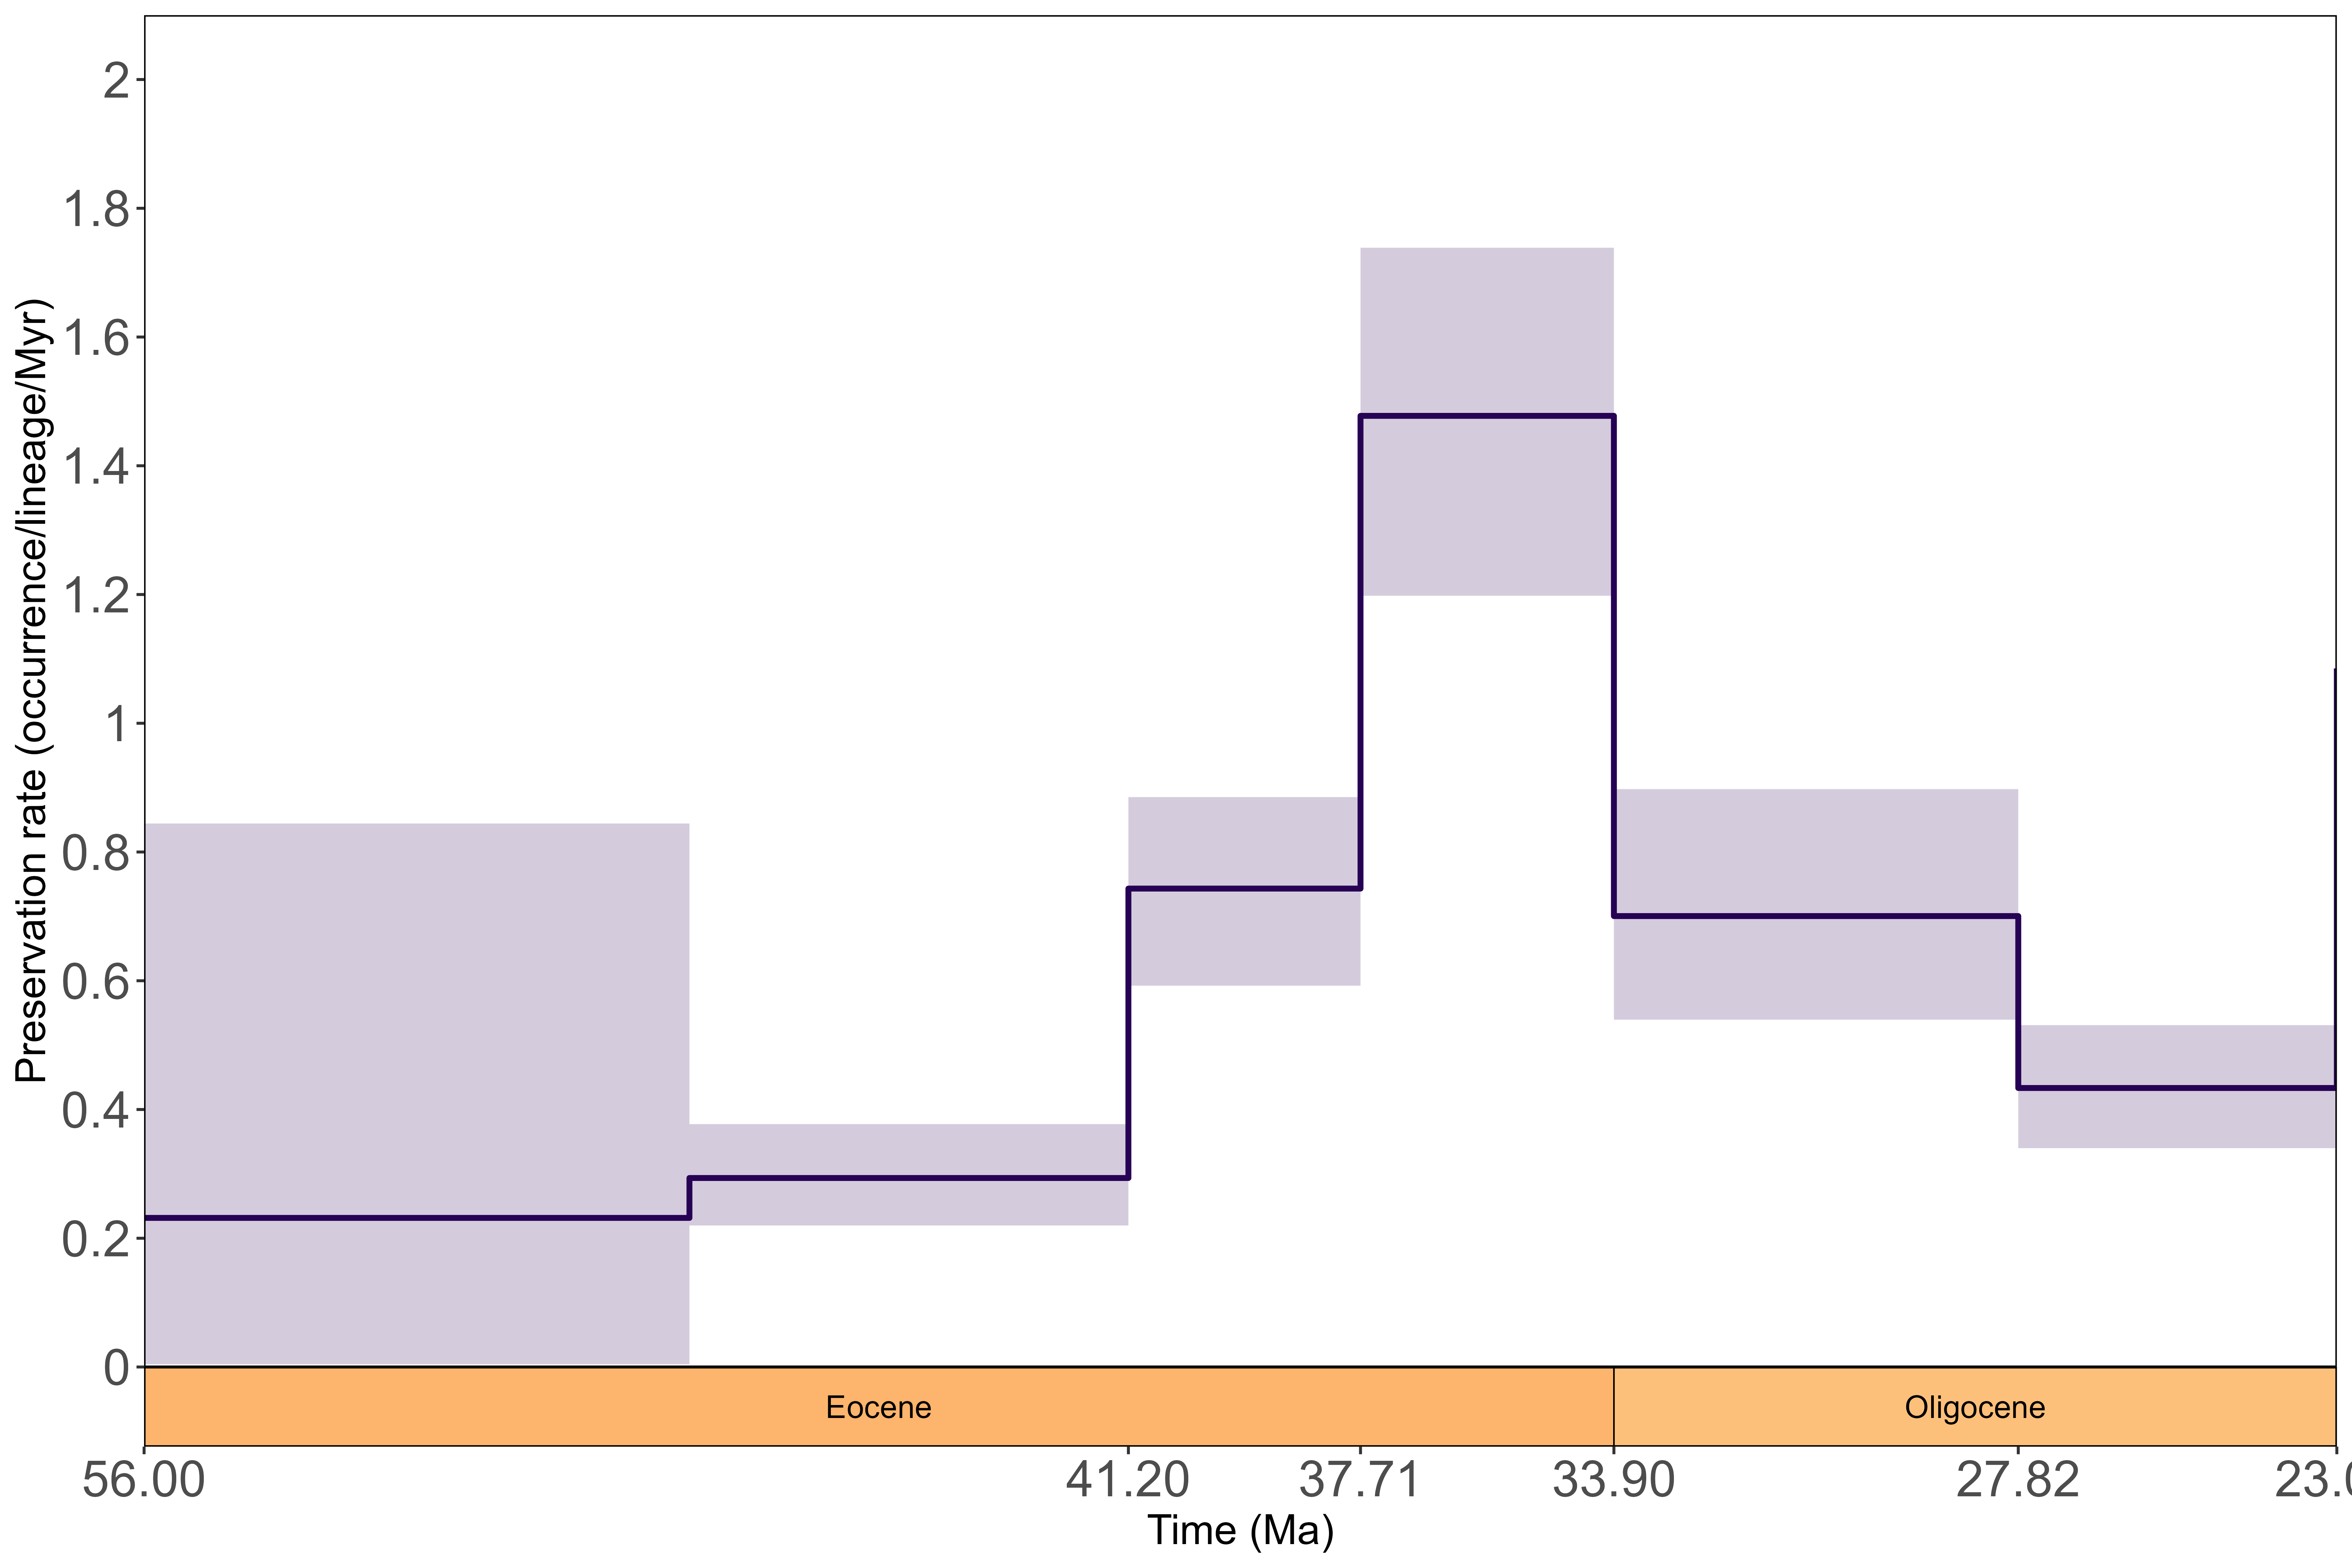 Preservation rate (occurrence/lineage/Myr)
2
1.8
1.6
1.4
1.2
1
0.8
0.6
0.4
0.2
0
Eocene Oligocene
56.00 41.20 37.71 33.90 27.82 23.0
Time (Ma)